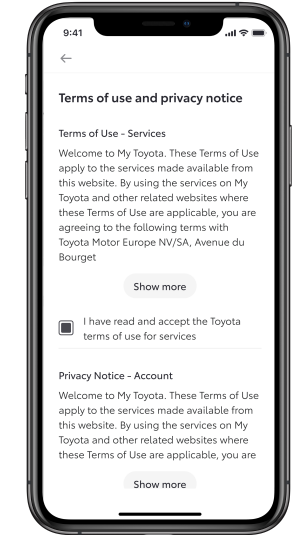 9:41
Terms of use and privacy notice
Terms of Use - Services
Welcome to My Toyota. These Terms of Use
apply to the services made available from
this website. By using the services on My
Toyota and other related websites where
these Terms of Use are applicable, you are
agreeing to the following terms with
Toyota Motor Europe NV/SA, Avenue du
Bourget
Show more
I have read and accept the Toyota
terms of use for services
Privacy Notice - Account
Welcome to My Toyota. These Terms of Use
apply to the services made available from
this website. By using the services on My
Toyota and other related websites where
these Terms of Use are applicable, you are
Show more